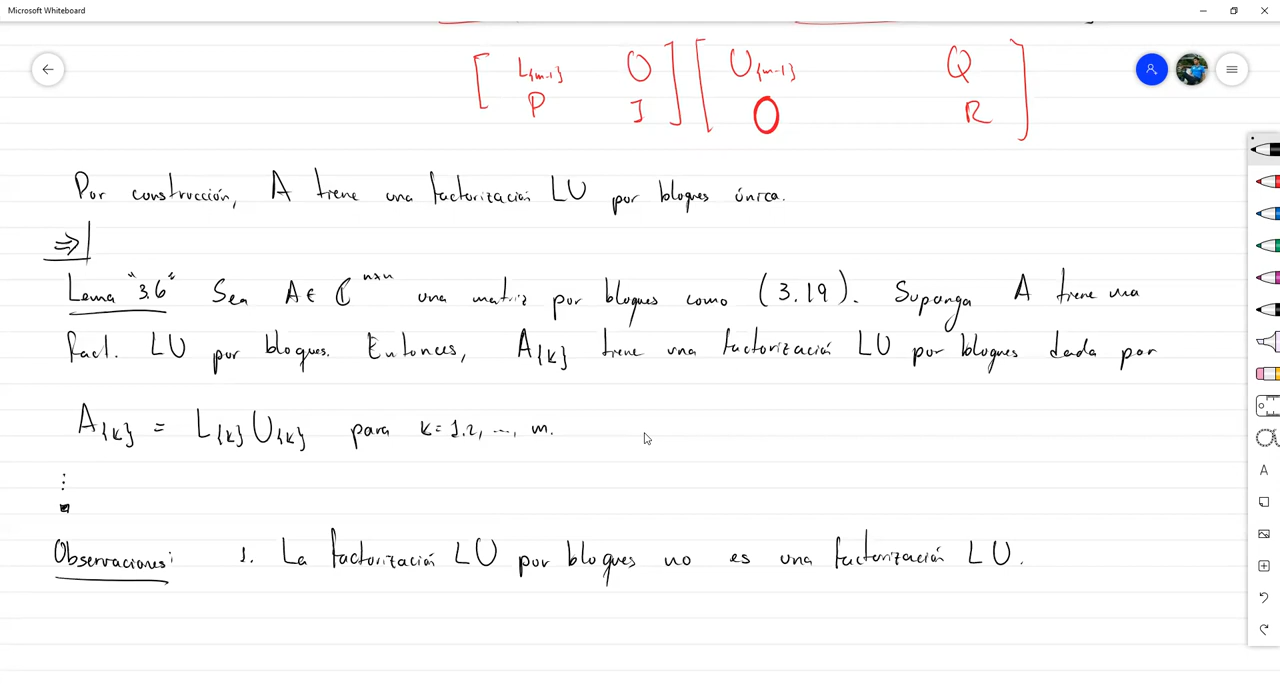 Microsoft Whiteboard
L{m-1} O U{m-1} Q
P I O R
Por construcción, A tiene una factorización LU por bloques única.
⇒|
Lema "3.6" Sea A ∈ ℂ^{n×n} una matriz por bloques como (3.19). Suponga A tiene una
fact. LU por bloques. Entonces, A{k} tiene una factorización LU por bloques dada por
A{k} = L{k} U{k} para k = 1,2, ..., m.
⋮
Observaciones: 1. La factorización LU por bloques no es una factorización LU.
A